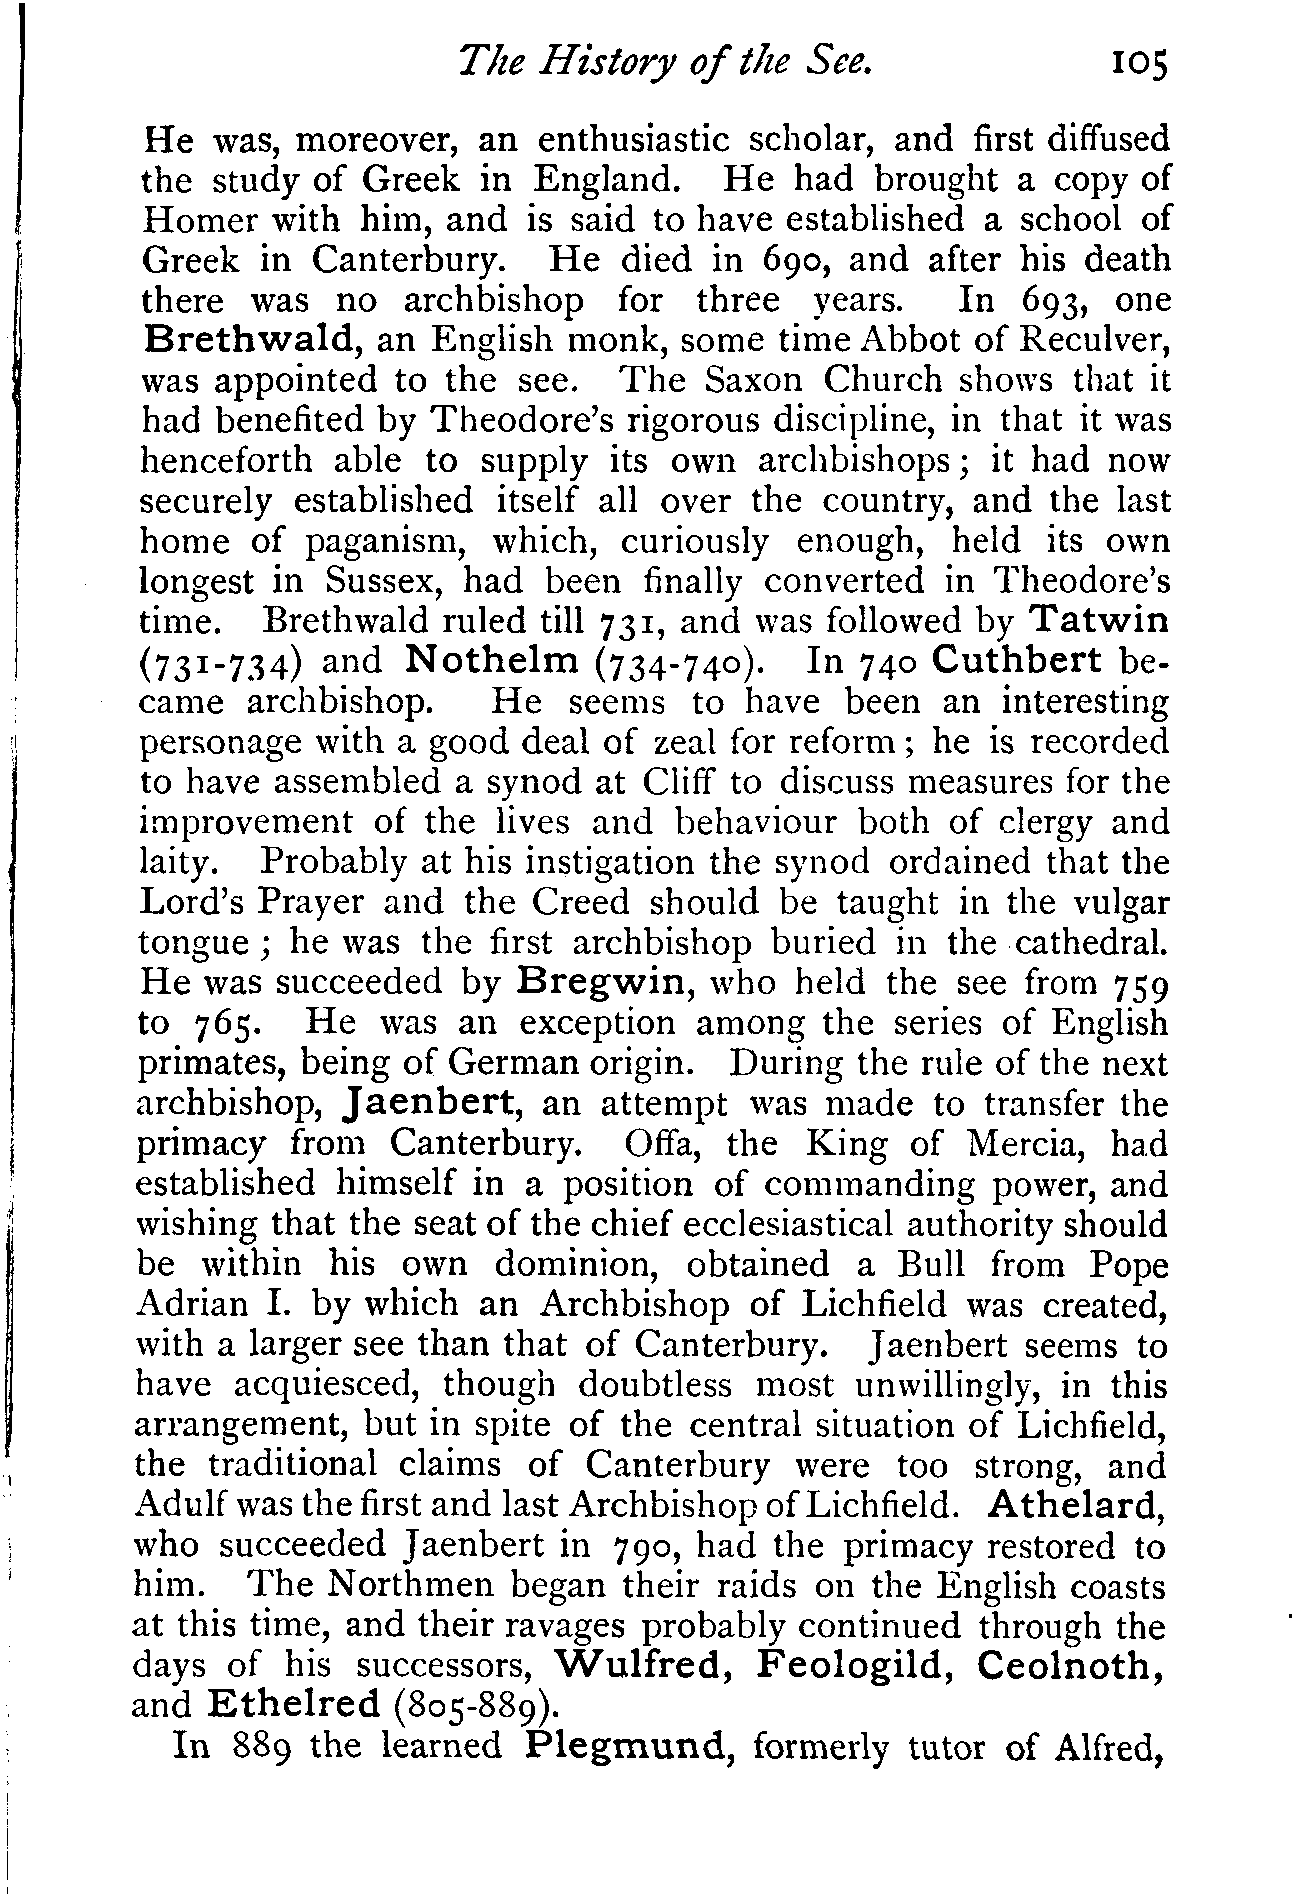 The History of the See. 105
He was, moreover, an enthusiastic scholar, and first diffused
the study of Greek in England. He had brought a copy of
Homer with him, and is said to have established a school of
Greek in Canterbury. He died in 690, and after his death
there was no archbishop for three years. In 693, one
Brethwald, an English monk, some time Abbot of Reculver,
was appointed to the see. The Saxon Church shows that it
had benefited by Theodore's rigorous discipline, in that it was
henceforth able to supply its own archbishops; it had now
securely established itself all over the country, and the last
home of paganism, which, curiously enough, held its own
longest in Sussex, had been finally converted in Theodore's
time. Brethwald ruled till 731, and was followed by Tatwin
(731-734) and Nothelm (734-740). In 740 Cuthbert be-
came archbishop. He seems to have been an interesting
personage with a good deal of zeal for reform; he is recorded
to have assembled a synod at Cliff to discuss measures for the
improvement of the lives and behaviour both of clergy and
laity. Probably at his instigation the synod ordained that the
Lord's Prayer and the Creed should be taught in the vulgar
tongue; he was the first archbishop buried in the cathedral.
He was succeeded by Bregwin, who held the see from 759
to 765. He was an exception among the series of English
primates, being of German origin. During the rule of the next
archbishop, Jaenbert, an attempt was made to transfer the
primacy from Canterbury. Offa, the King of Mercia, had
established himself in a position of commanding power, and
wishing that the seat of the chief ecclesiastical authority should
be within his own dominion, obtained a Bull from Pope
Adrian I. by which an Archbishop of Lichfield was created,
with a larger see than that of Canterbury. Jaenbert seems to
have acquiesced, though doubtless most unwillingly, in this
arrangement, but in spite of the central situation of Lichfield,
the traditional claims of Canterbury were too strong, and
Adulf was the first and last Archbishop of Lichfield. Athelard,
who succeeded Jaenbert in 790, had the primacy restored to
him. The Northmen began their raids on the English coasts
at this time, and their ravages probably continued through the
days of his successors, Wulfred, Feologild, Ceolnoth,
and Ethelred (805-889).
In 889 the learned Plegmund, formerly tutor of Alfred,